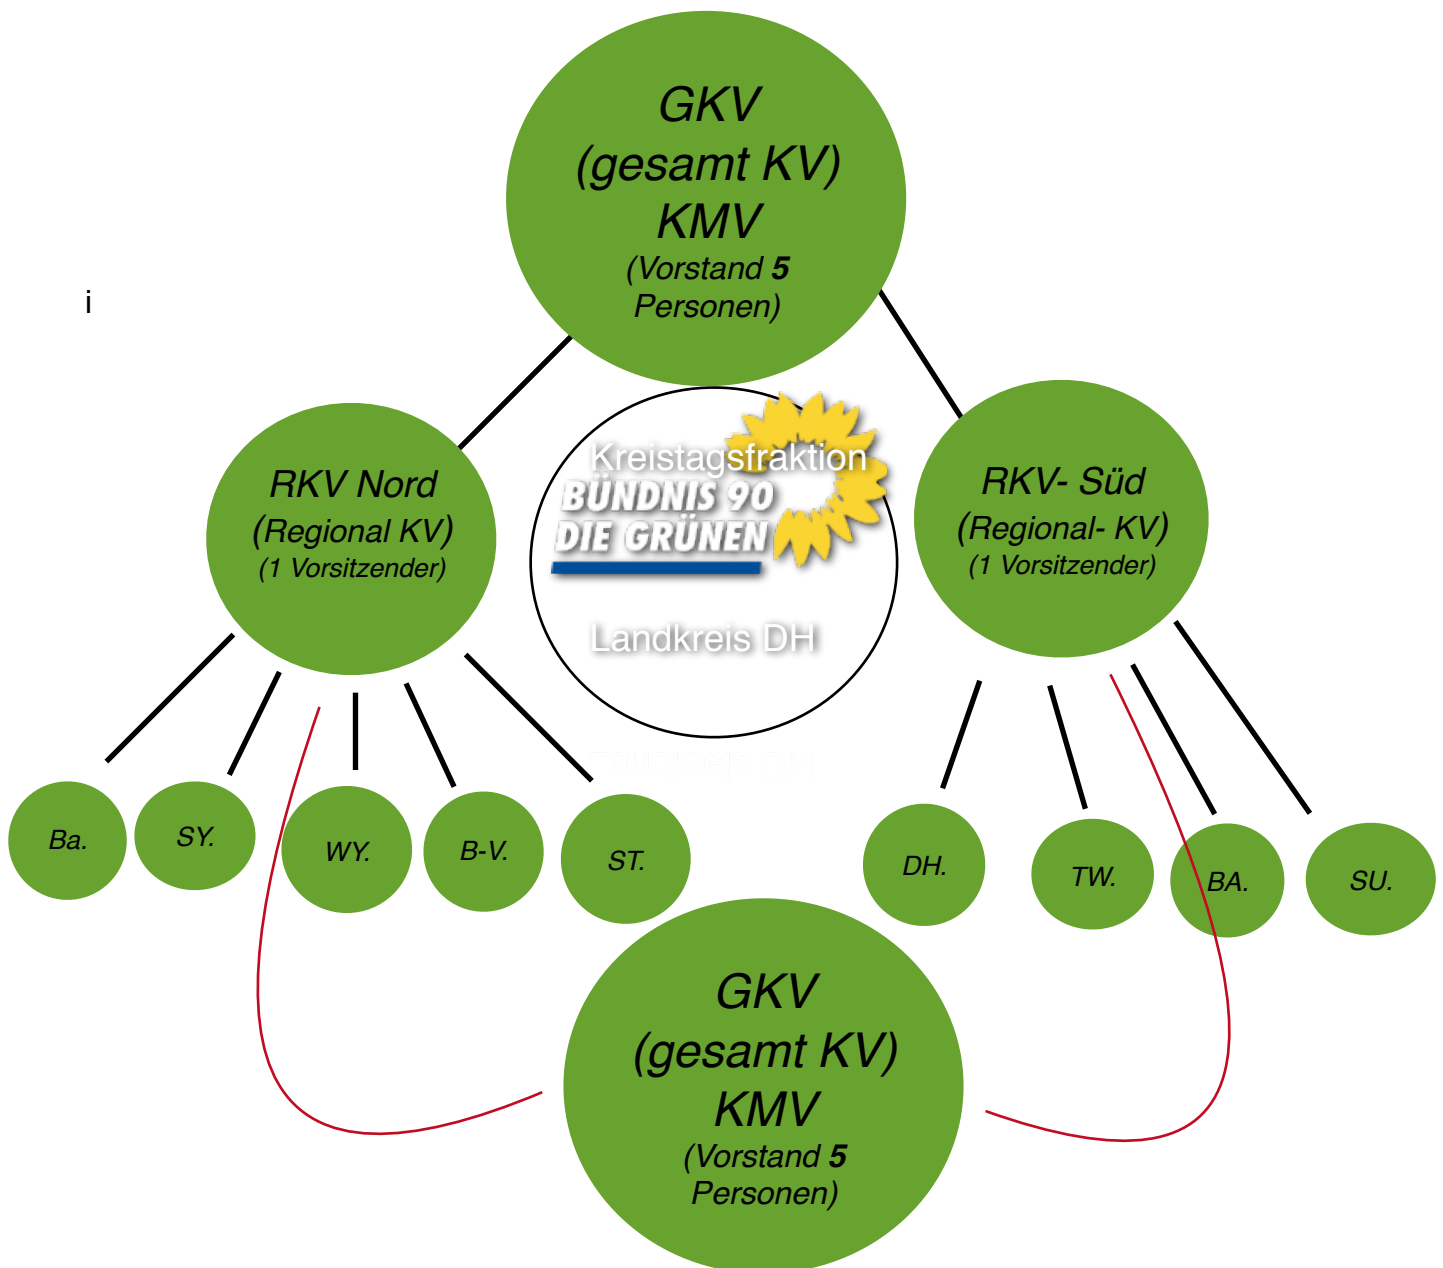 GKV
(gesamt KV)
KMV
(Vorstand 5
Personen)
i
Kreistagsfraktion
BÜNDNIS 90
DIE GRÜNEN
Landkreis DH
RKV Nord
(Regional KV)
(1 Vorsitzender)
RKV- Süd
(Regional- KV)
(1 Vorsitzender)
Ba.
SY.
WY.
B-V.
ST.
DH.
TW.
BA.
SU.
GKV
(gesamt KV)
KMV
(Vorstand 5
Personen)